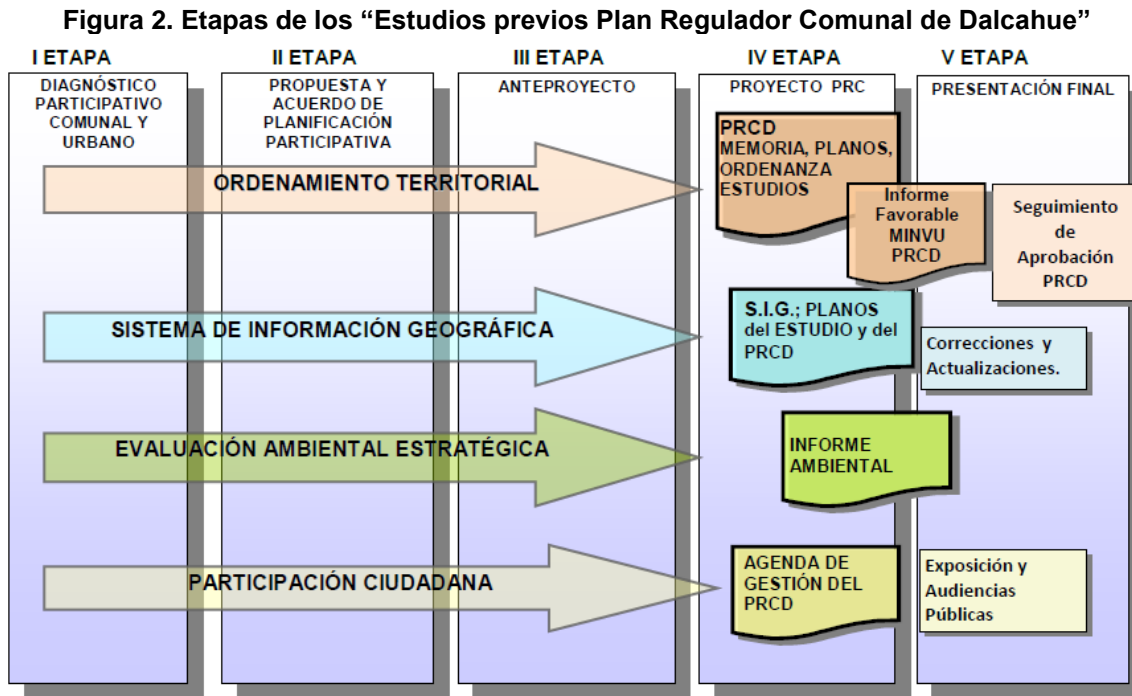 Figura 2. Etapas de los “Estudios previos Plan Regulador Comunal de Dalcahue”
I ETAPA
II ETAPA
III ETAPA
IV ETAPA
V ETAPA
DIAGNÓSTICO
PARTICIPATIVO
COMUNAL Y
URBANO
PROPUESTA Y
ACUERDO DE
PLANIFICACIÓN
PARTICIPATIVA
ANTEPROYECTO
PROYECTO PRC
PRESENTACIÓN FINAL
ORDENAMIENTO TERRITORIAL
PRCD
MEMORIA, PLANOS,
ORDENANZA
ESTUDIOS
Informe
Favorable
MINVU
PRCD
Seguimiento
de
Aprobación
PRCD
SISTEMA DE INFORMACIÓN GEOGRÁFICA
S.I.G.; PLANOS
del ESTUDIO y del
PRCD
Correcciones y
Actualizaciones.
EVALUACIÓN AMBIENTAL ESTRATÉGICA
INFORME
AMBIENTAL
PARTICIPACIÓN CIUDADANA
AGENDA DE
GESTIÓN DEL
PRCD
Exposición y
Audiencias
Públicas